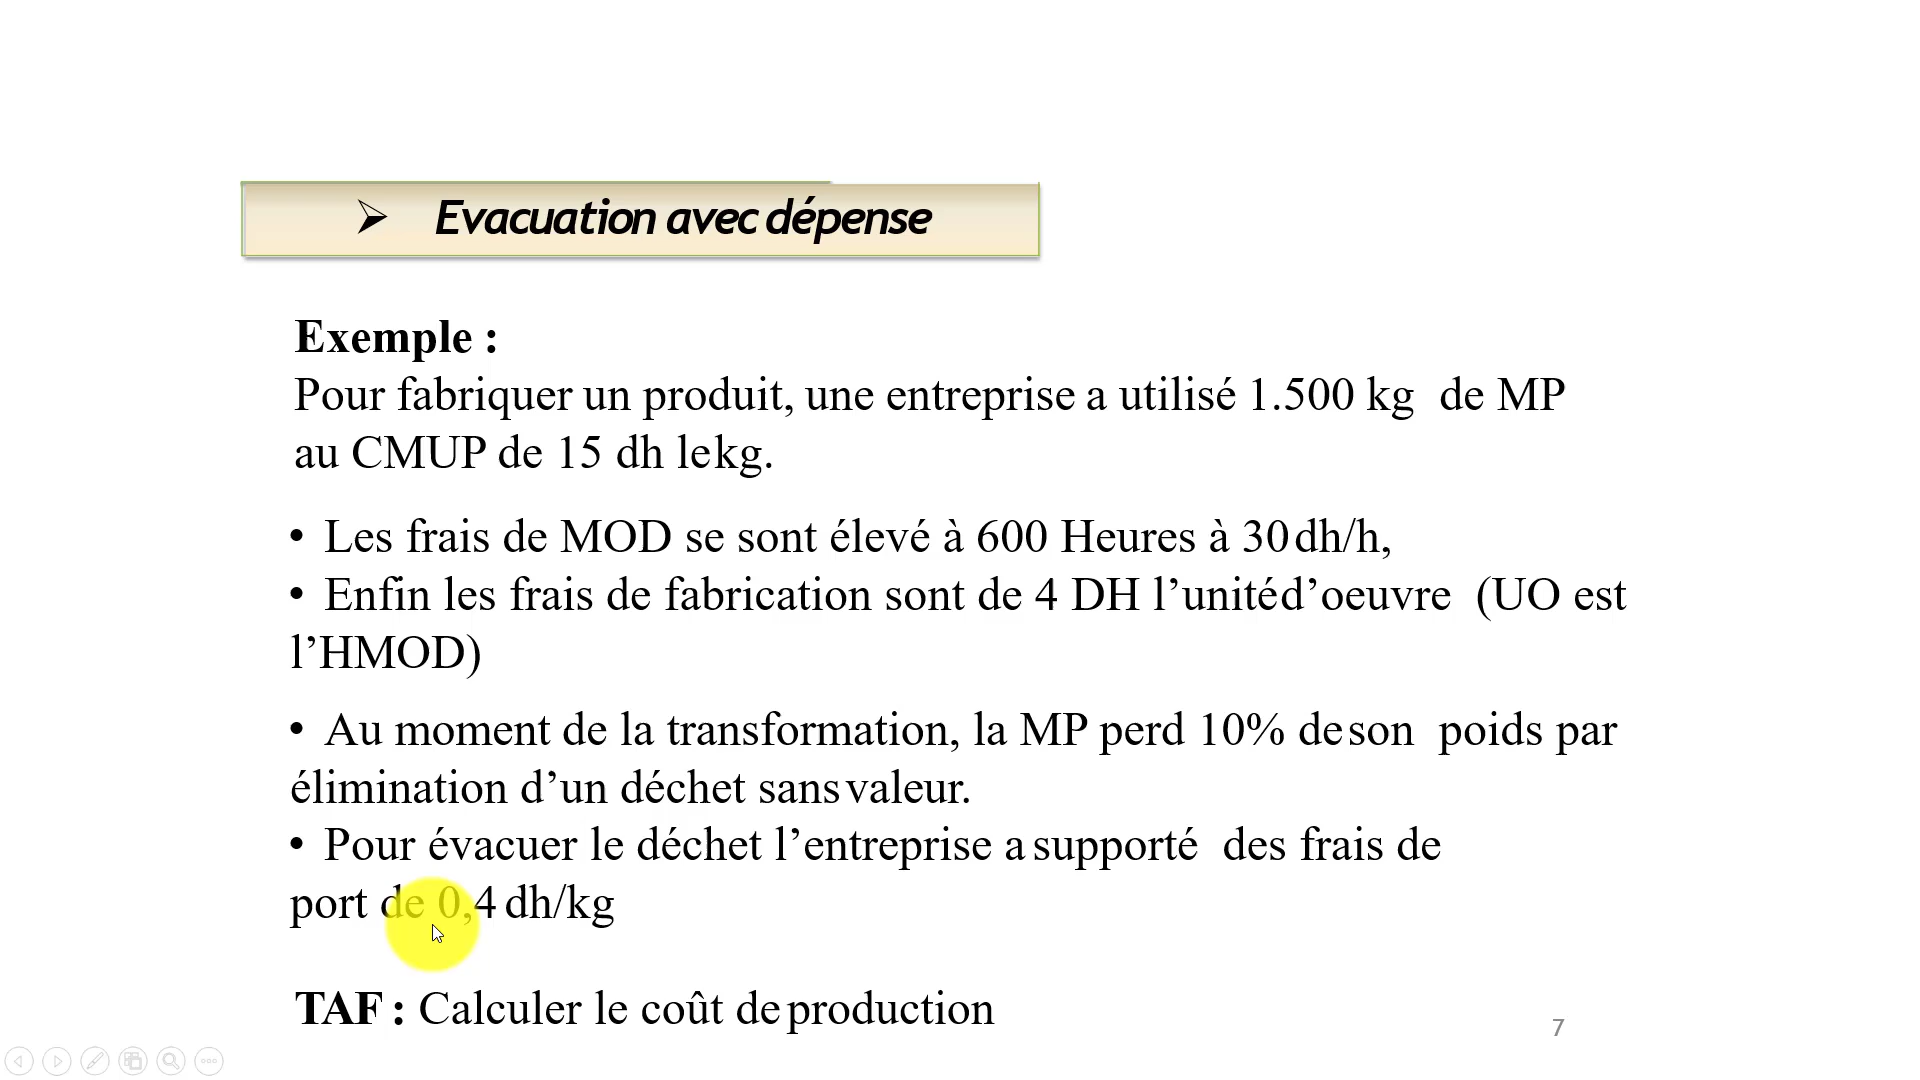 ➢ Evacuation avec dépense
Exemple :
Pour fabriquer un produit, une entreprise a utilisé 1.500 kg de MP
au CMUP de 15 dh le kg.
• Les frais de MOD se sont élevé à 600 Heures à 30 dh/h,
• Enfin les frais de fabrication sont de 4 DH l’unité d’oeuvre (UO est
l’HMOD)
• Au moment de la transformation, la MP perd 10% de son poids par
élimination d’un déchet sans valeur.
• Pour évacuer le déchet l’entreprise a supporté des frais de
port de 0,4 dh/kg
TAF : Calculer le coût de production
7